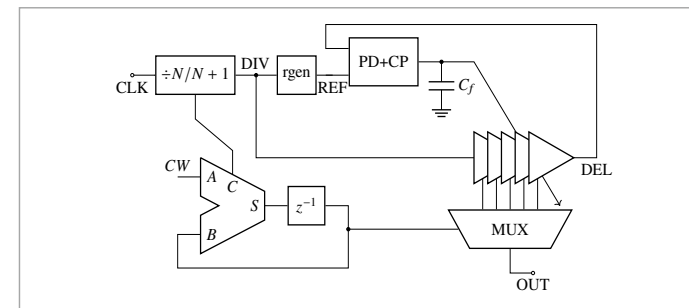 CLK
÷N/N + 1
DIV
rgen
REF
PD+CP
C_f
DEL
CW
A
C
S
B
z⁻¹
MUX
OUT